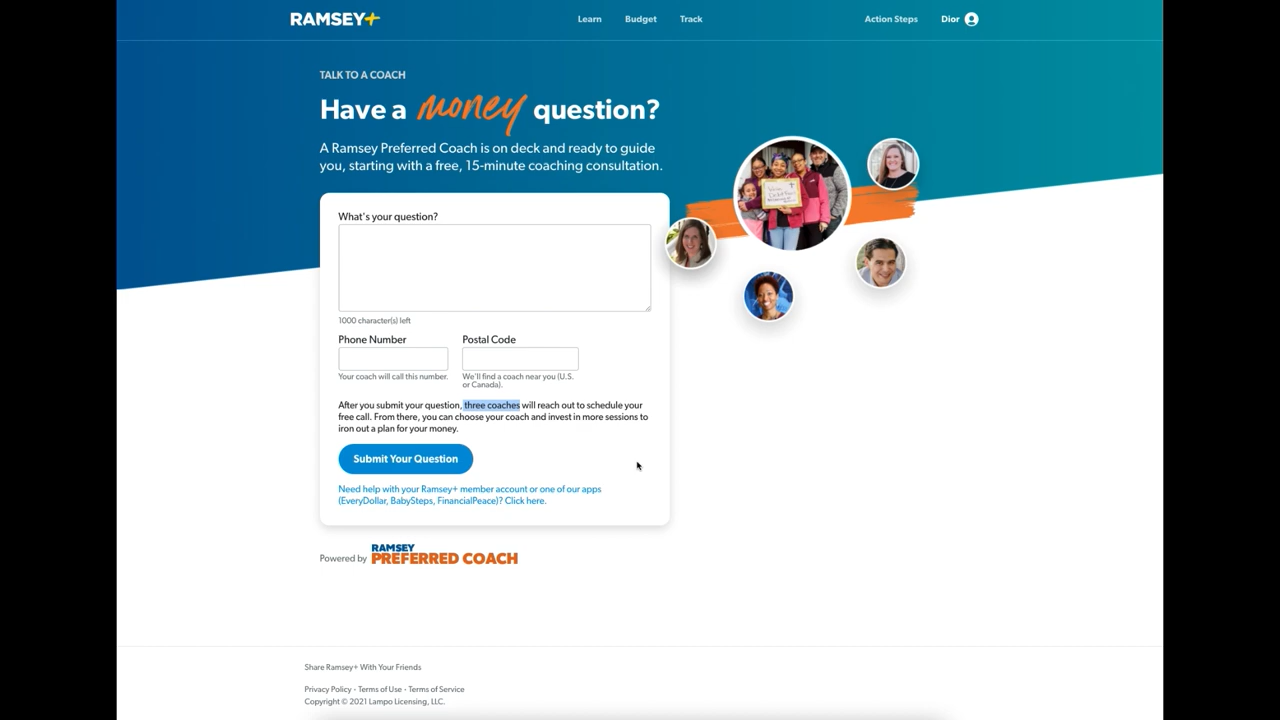 RAMSEY+
Learn Budget Track Action Steps Dior
TALK TO A COACH
Have a money question?
A Ramsey Preferred Coach is on deck and ready to guide
you, starting with a free, 15-minute coaching consultation.
What's your question?
1000 character(s) left
Phone Number Postal Code
Your coach will call this number. We'll find a coach near you (U.S.
or Canada).
After you submit your question, three coaches will reach out to schedule your
free call. From there, you can choose your coach and invest in more sessions to
iron out a plan for your money.
Submit Your Question
Need help with your Ramsey+ member account or one of our apps
(EveryDollar, BabySteps, FinancialPeace)? Click here.
Powered by RAMSEY
PREFERRED COACH
Share Ramsey+ With Your Friends
Privacy Policy • Terms of Use • Terms of Service
Copyright © 2021 Lampo Licensing, LLC.